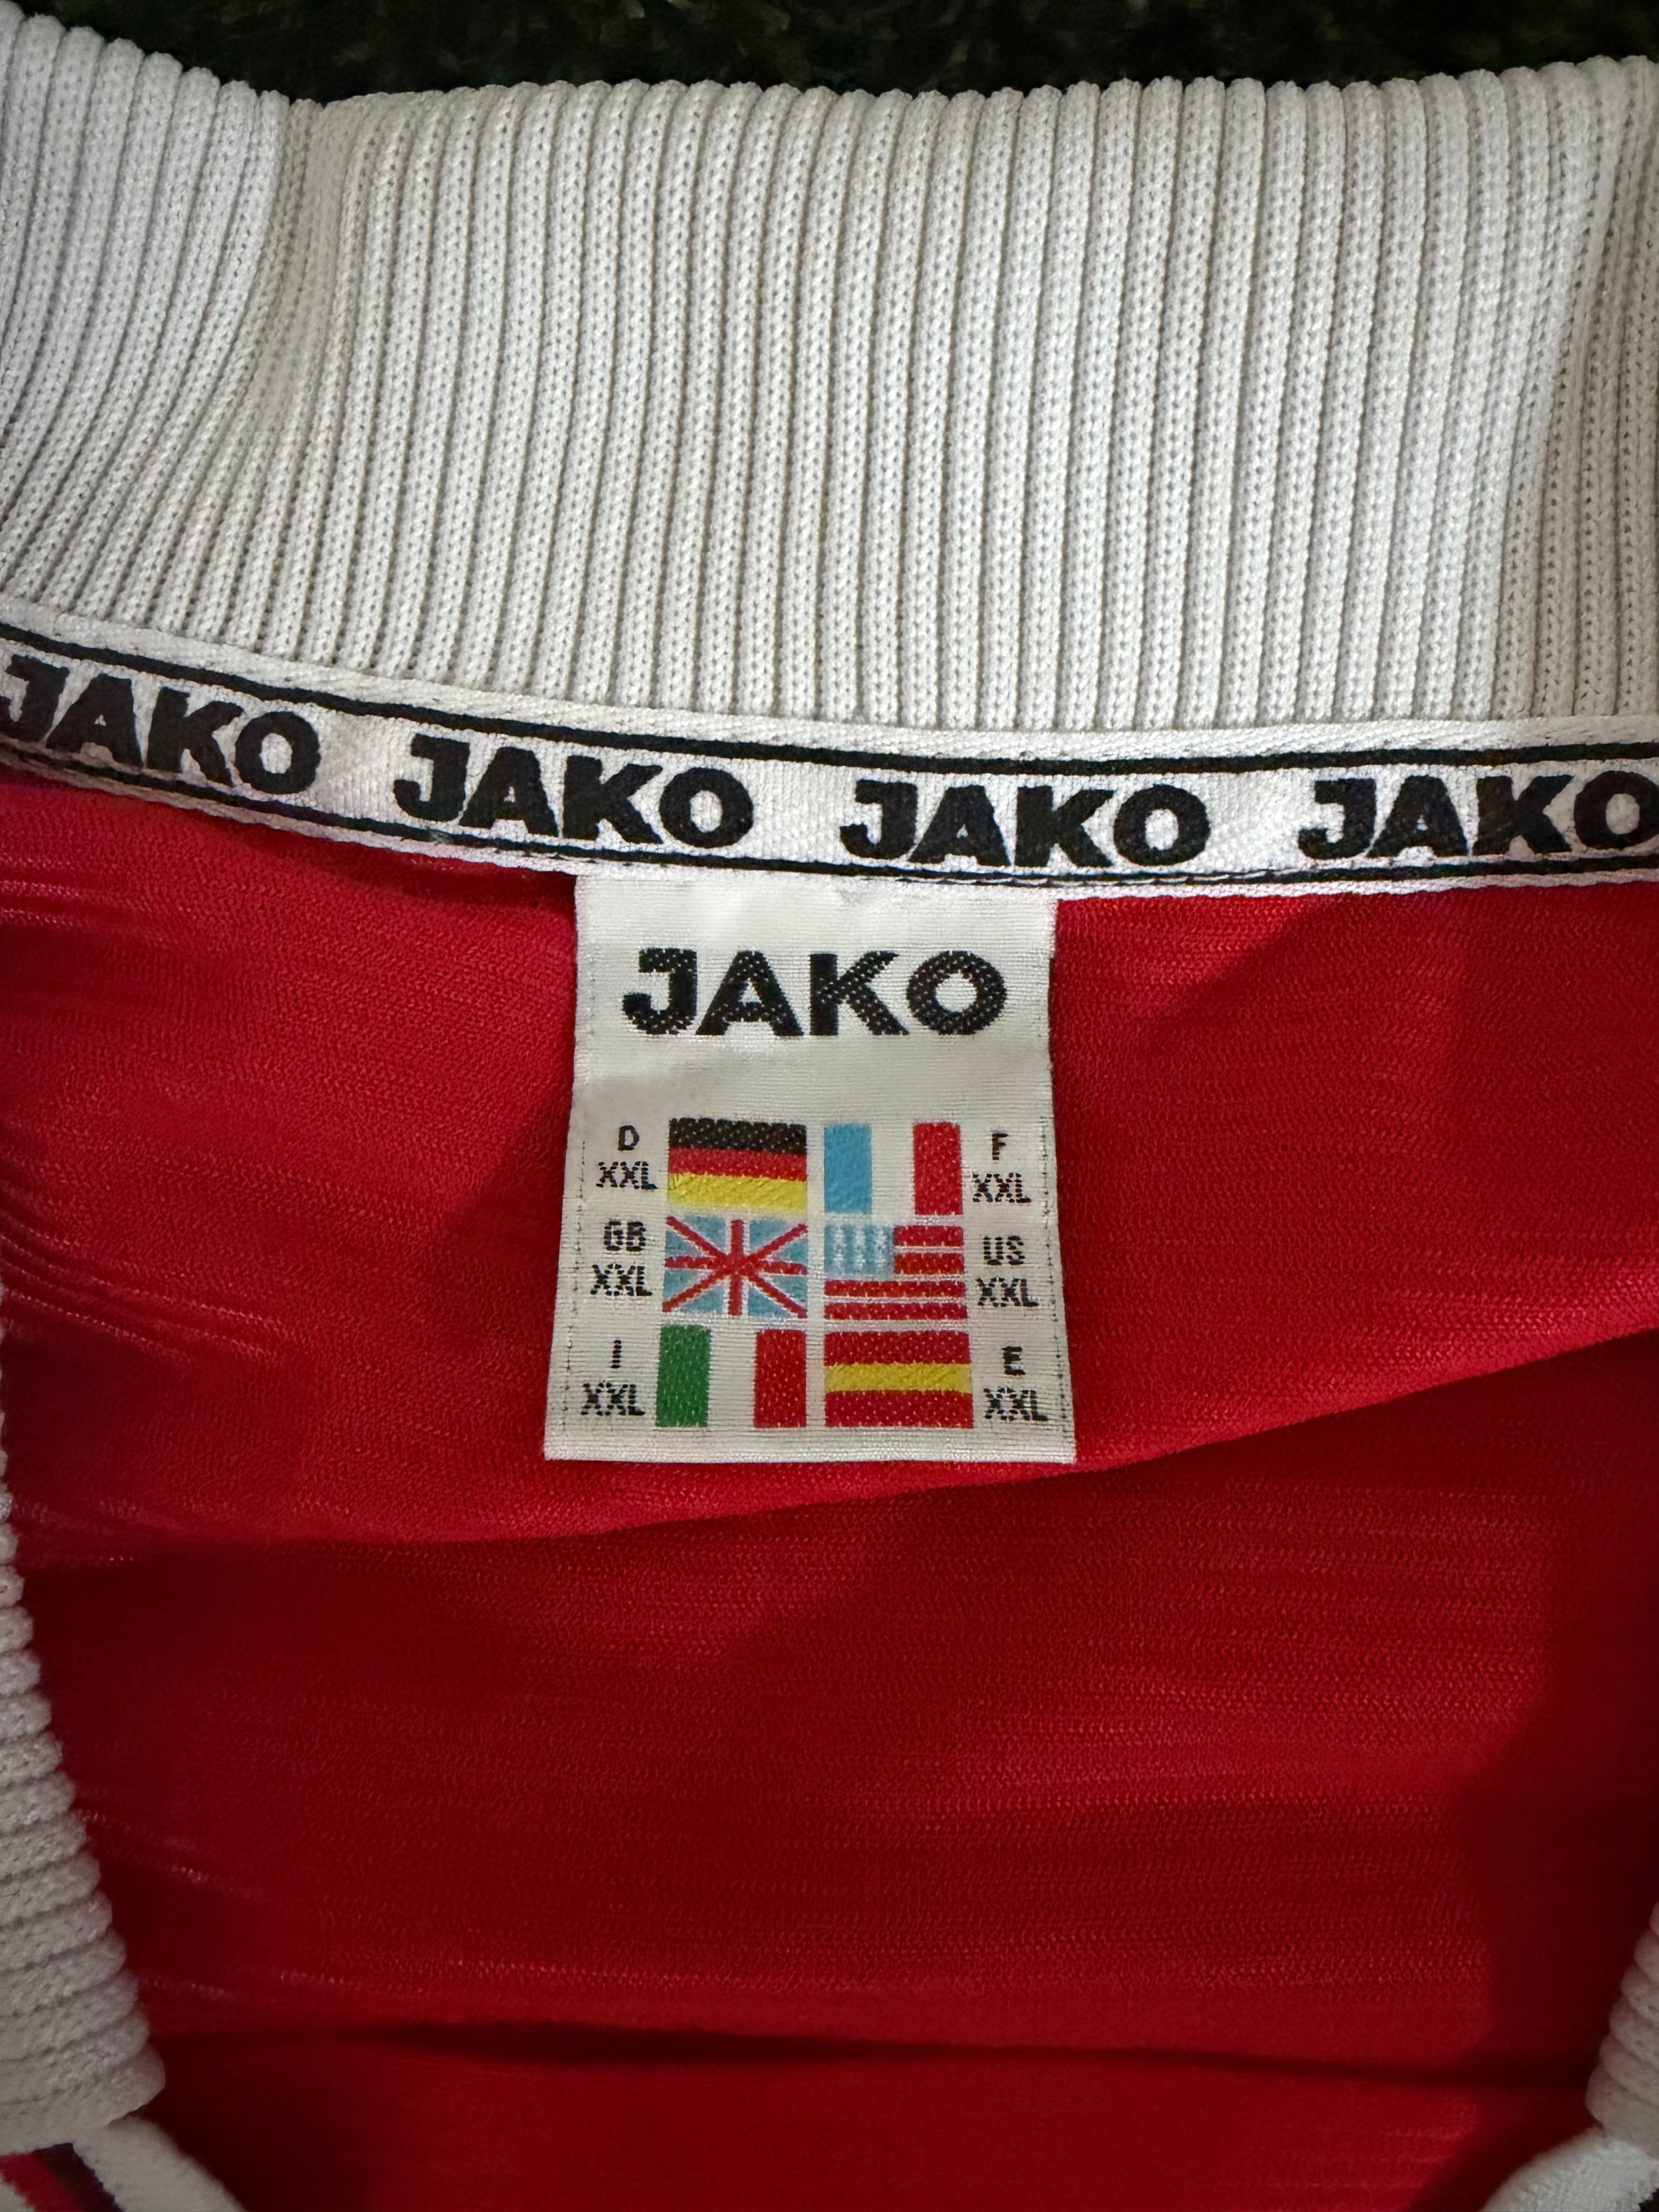 JAKO JAKO JAKO JAKO
JAKO
D F
XXL XXL
GB US
XXL XXL
I E
XXL XXL